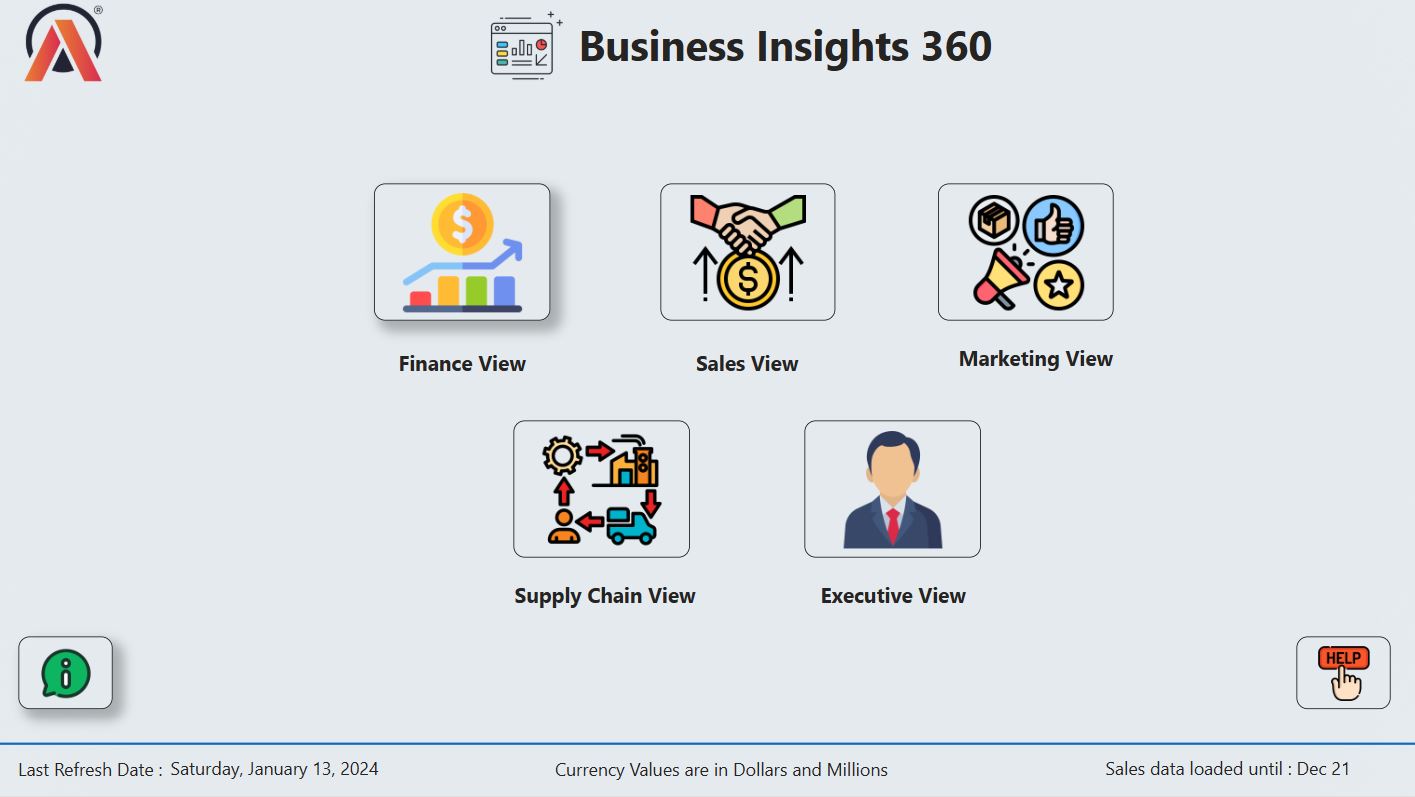 ®
Business Insights 360
Finance View
Sales View
Marketing View
Supply Chain View
Executive View
HELP
Last Refresh Date : Saturday, January 13, 2024
Currency Values are in Dollars and Millions
Sales data loaded until : Dec 21